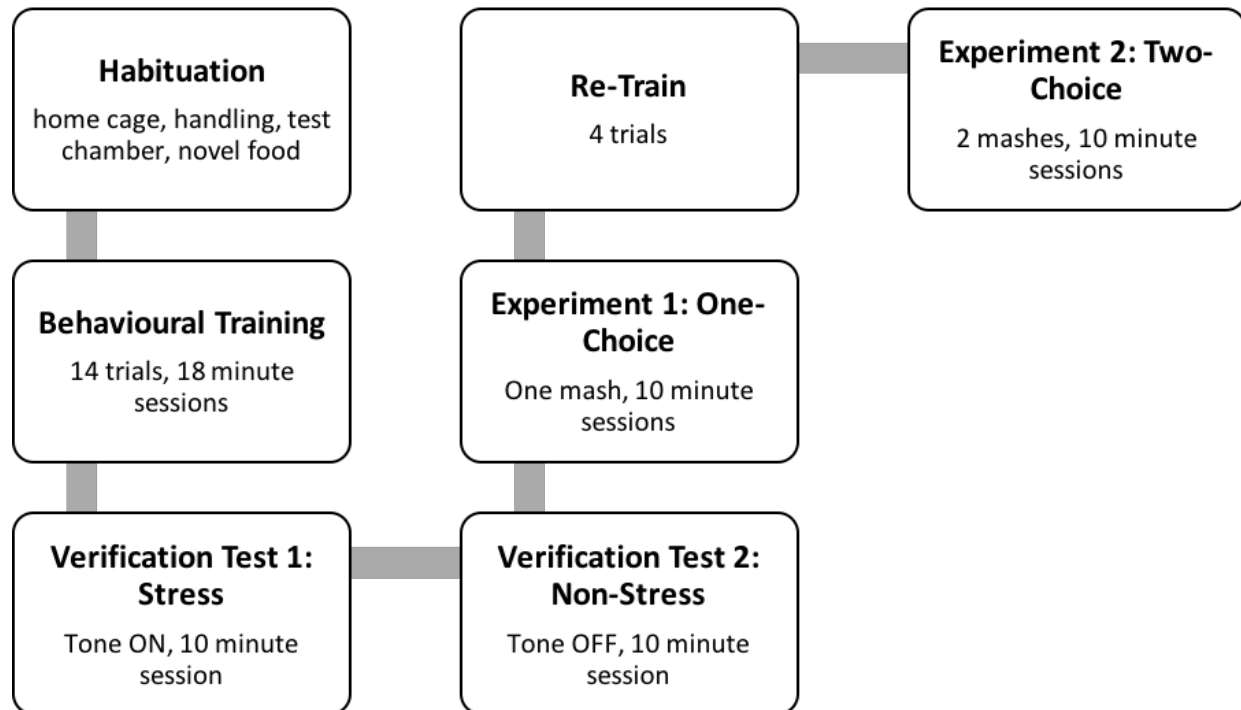 Habituation
home cage, handling, test
chamber, novel food
Behavioural Training
14 trials, 18 minute
sessions
Verification Test 1:
Stress
Tone ON, 10 minute
session
Verification Test 2:
Non-Stress
Tone OFF, 10 minute
session
Experiment 1: One-
Choice
One mash, 10 minute
sessions
Re-Train
4 trials
Experiment 2: Two-
Choice
2 mashes, 10 minute
sessions